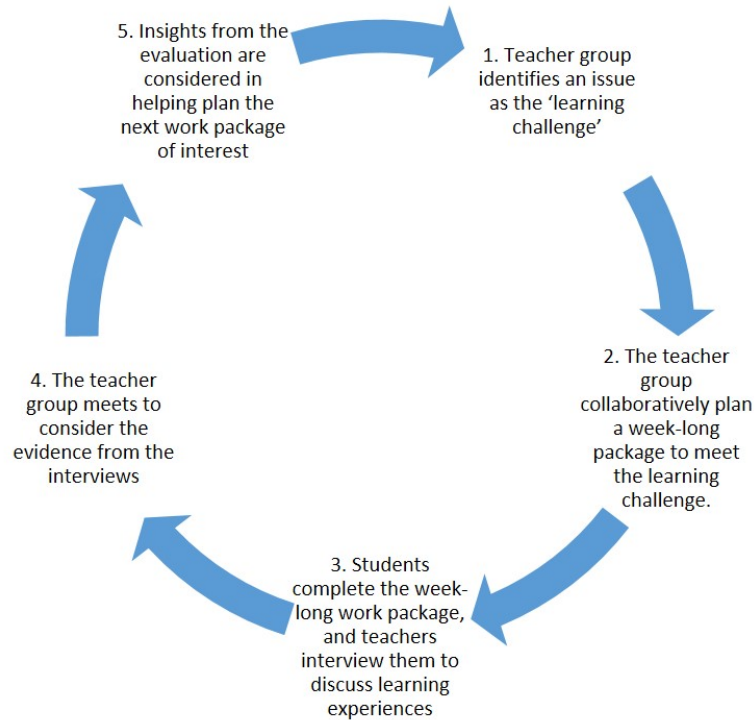 1. Teacher group
identifies an issue
as the ‘learning
challenge’
2. The teacher
group
collaboratively plan
a week-long
package to meet
the learning
challenge.
3. Students
complete the week-
long work package,
and teachers
interview them to
discuss learning
experiences
4. The teacher
group meets to
consider the
evidence from the
interviews
5. Insights from the
evaluation are
considered in
helping plan the
next work package
of interest